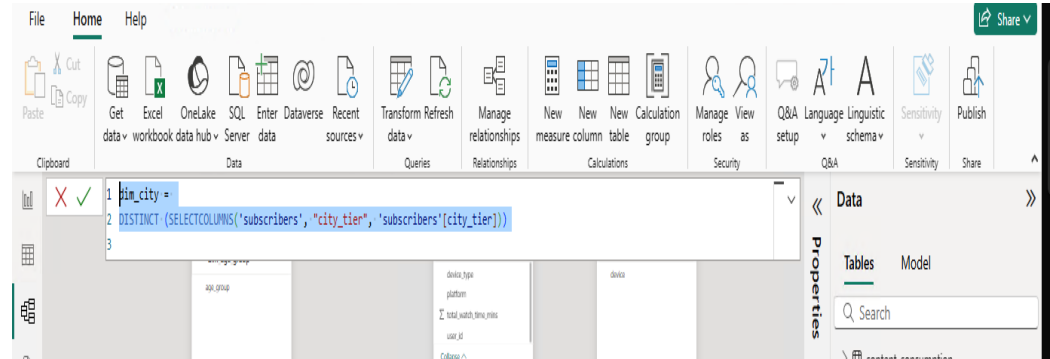 File Home Help
Share
Cut
Copy
Paste
Get data
Excel workbook
OneLake data hub
SQL Server
Enter data
Dataverse
Recent sources
Transform data
Refresh
Manage relationships
New measure
New column
New table
Calculation group
Manage roles
View as
Q&A setup
Language
Linguistic schema
Sensitivity
Publish
Clipboard
Data
Queries
Relationships
Calculations
Security
Q&A
Sensitivity
Share
1 dim_city =
2 DISTINCT (SELECTCOLUMNS('subscribers', "city_tier", 'subscribers'[city_tier]))
3
age_group
device_type
platform
total_watch_time_mins
user_id
Collapse
device
Properties
Data
Tables Model
Search